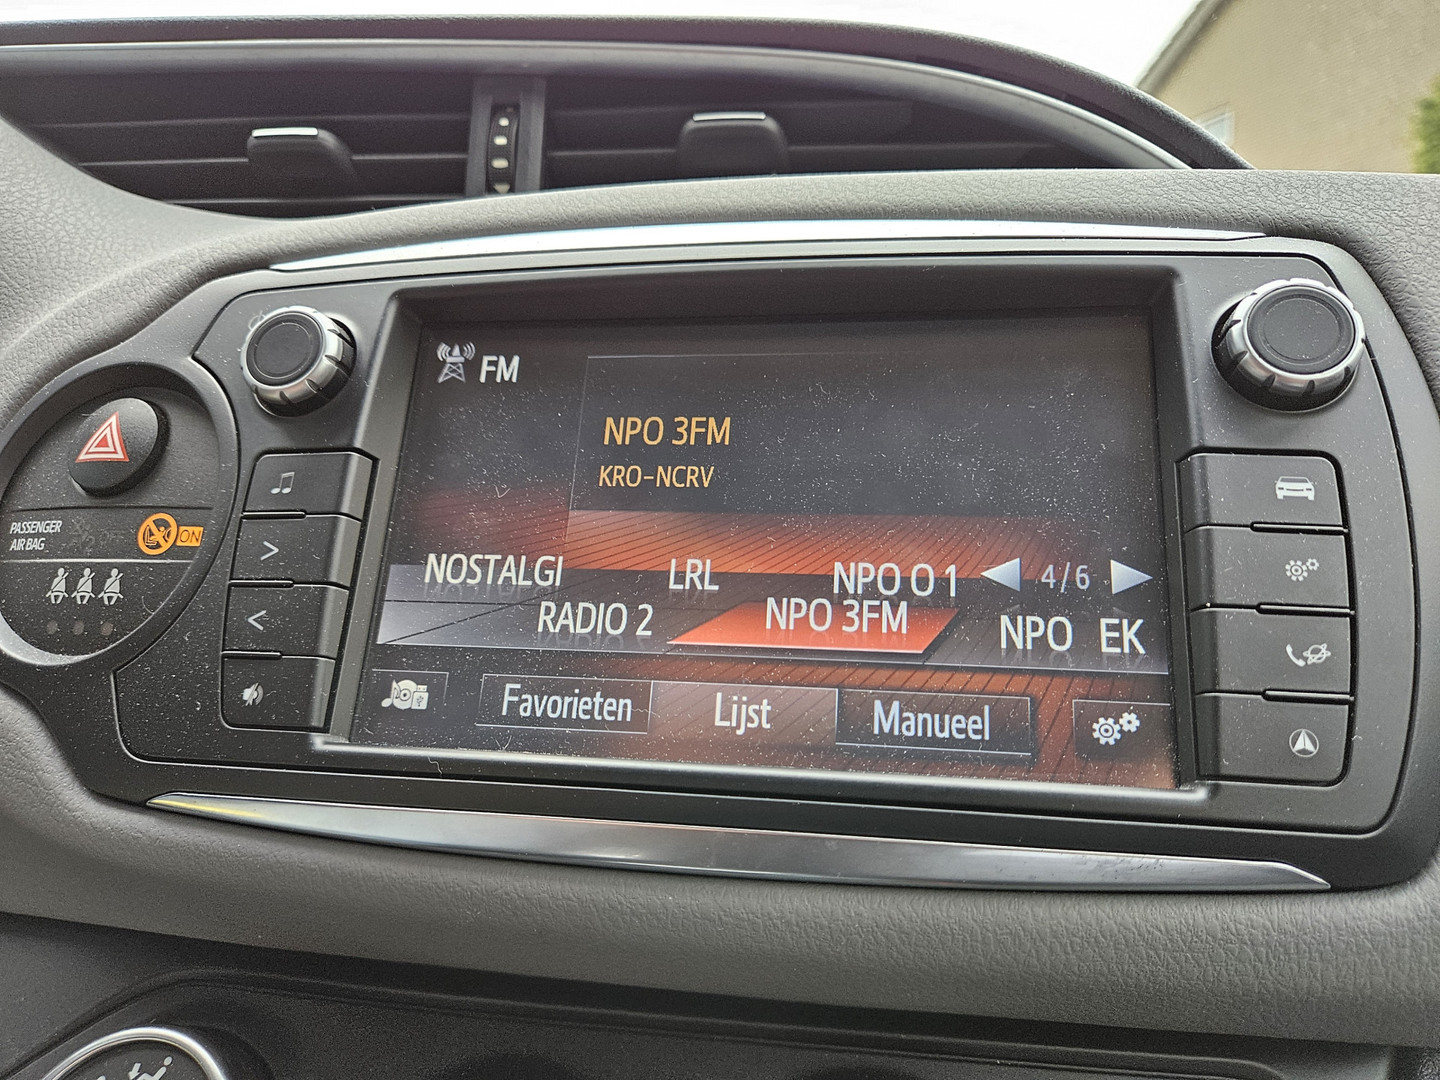 FM
NPO 3FM
KRO-NCRV
NOSTALGI LRL NPO O 1 4/6
RADIO 2 NPO 3FM NPO EK
Favorieten Lijst Manueel
PASSENGER
AIR BAG
OFF
ON